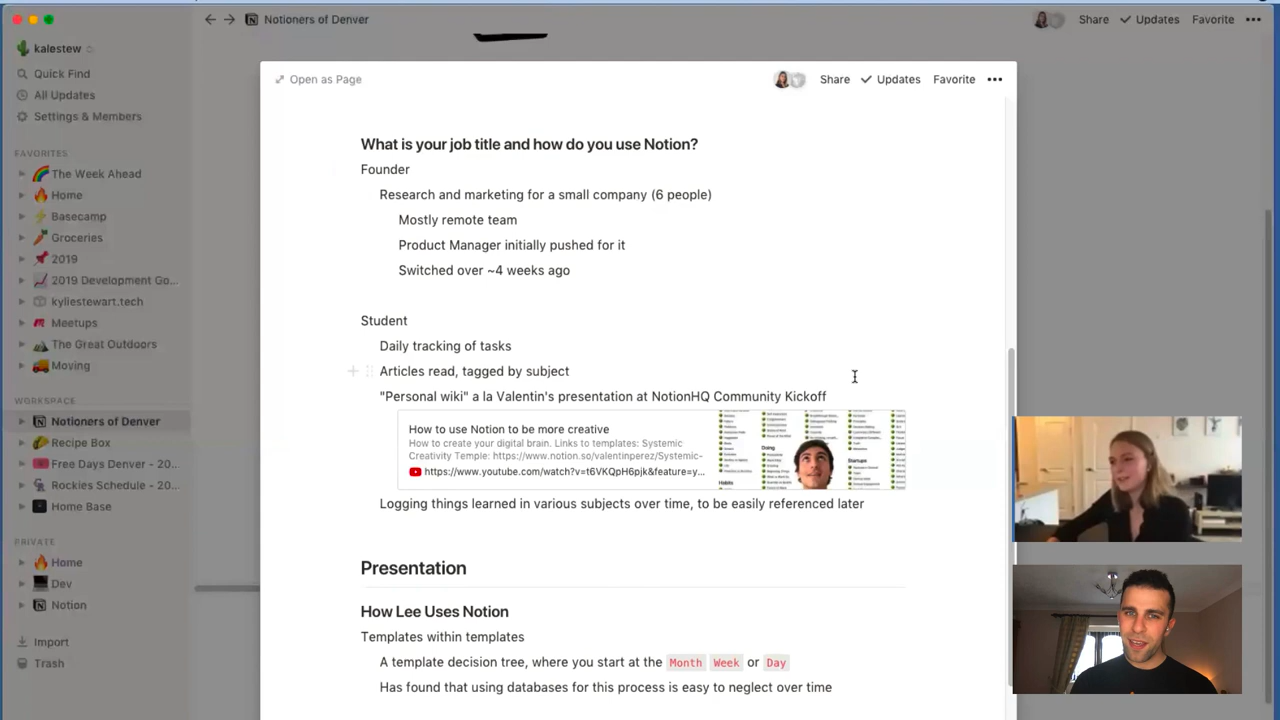 Notioners of Denver
Share
Updates
Favorite
kalestew
Quick Find
All Updates
Settings & Members
FAVORITES
The Week Ahead
Home
Basecamp
Groceries
2019
2019 Development Go...
kyliestewart.tech
Meetups
The Great Outdoors
Moving
WORKSPACE
Notioners of Denver
Recipe Box
Free Days Denver - 20...
Rockies Schedule - 20...
Home Base
PRIVATE
Home
Dev
Notion
Import
Trash
Open as Page
Share
Updates
Favorite
What is your job title and how do you use Notion?
Founder
Research and marketing for a small company (6 people)
Mostly remote team
Product Manager initially pushed for it
Switched over ~4 weeks ago
Student
Daily tracking of tasks
Articles read, tagged by subject
"Personal wiki" a la Valentin's presentation at NotionHQ Community Kickoff
How to use Notion to be more creative
How to create your digital brain. Links to templates: Systemic
Creativity Temple: https://www.notion.so/valentinperez/Systemic-
https://www.youtube.com/watch?v=t6VKQpH6pjk&feature=y...
Doing
Habits
Startups
Logging things learned in various subjects over time, to be easily referenced later
Presentation
How Lee Uses Notion
Templates within templates
A template decision tree, where you start at the Month Week or Day
Has found that using databases for this process is easy to neglect over time